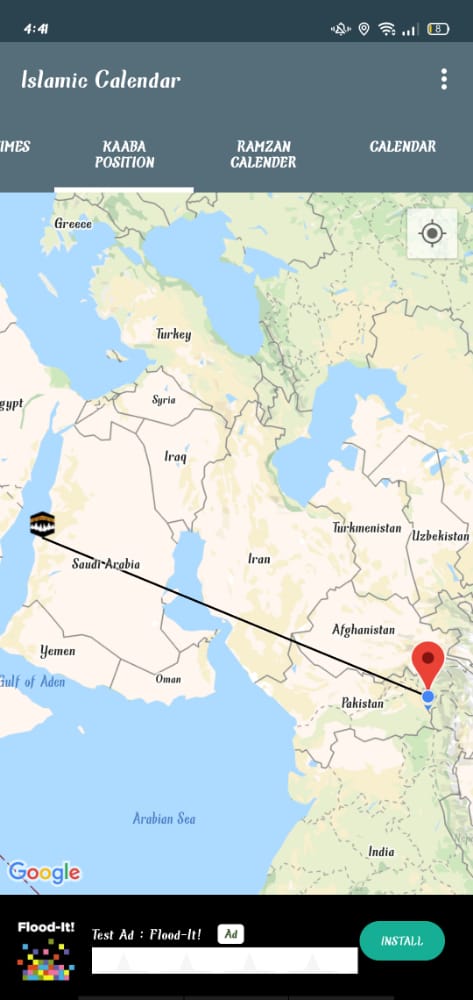 4:41
8
Islamic Calendar
IMES
KAABA
POSITION
RAMZAN
CALENDER
CALENDAR
Greece
Turkey
Syria
gypt
Iraq
Turkmenistan
Uzbekistan
Iran
Saudi Arabia
Afghanistan
Yemen
Gulf of Aden
Oman
Pakistan
Arabian Sea
India
Google
Flood-It!
Test Ad : Flood-It!
Ad
INSTALL